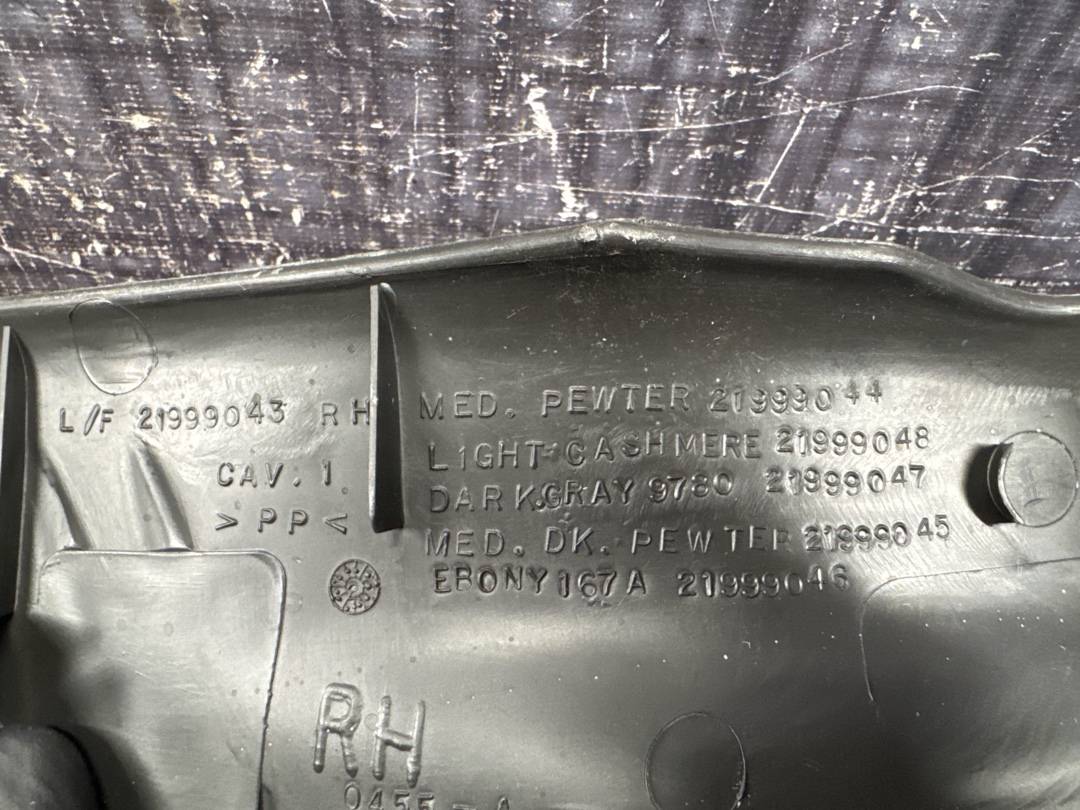 L/F 21999043 RH
CAV. 1
>PP<
MED. PEWTER 21999044
LIGHT CASHMERE 21999048
DARK GRAY 9780 21999047
MED. DK. PEWTER 21999045
EBONY 167A 21999046
RH
0455-A